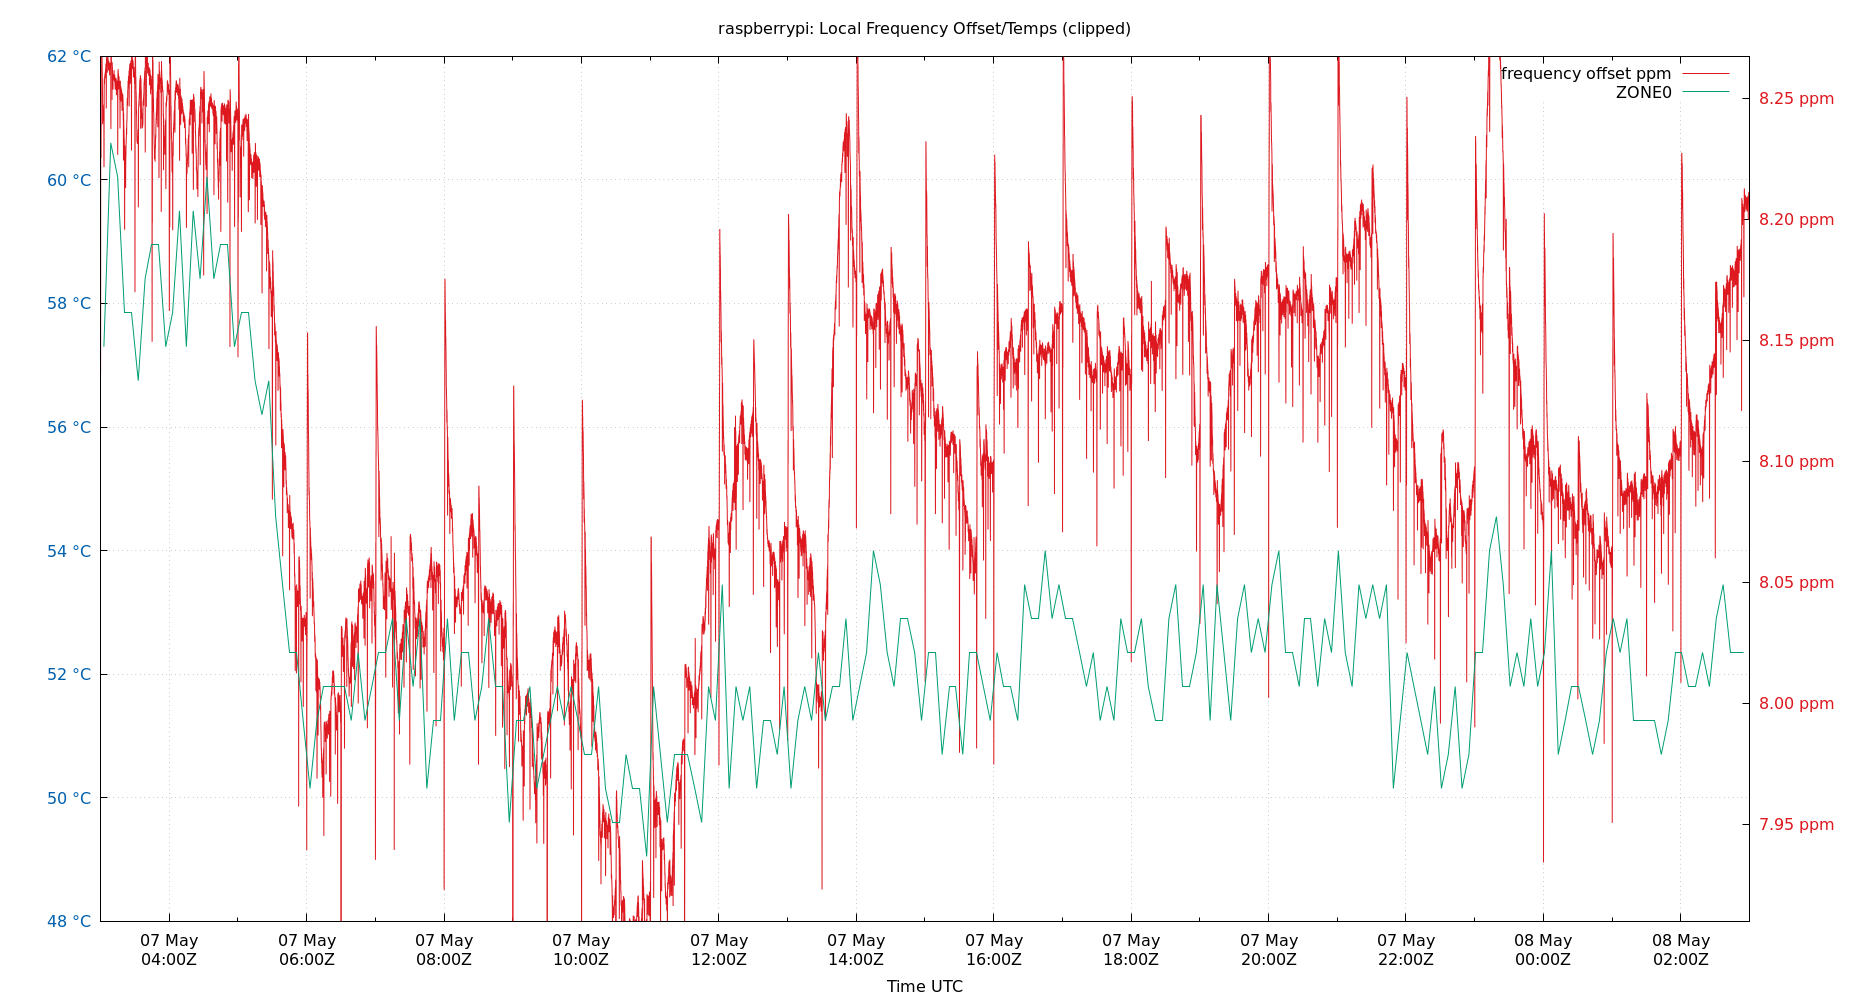 raspberrypi: Local Frequency Offset/Temps (clipped)
62 °C
60 °C
58 °C
56 °C
54 °C
52 °C
50 °C
48 °C
frequency offset ppm
ZONE0
8.25 ppm
8.20 ppm
8.15 ppm
8.10 ppm
8.05 ppm
8.00 ppm
7.95 ppm
07 May
04:00Z
07 May
06:00Z
07 May
08:00Z
07 May
10:00Z
07 May
12:00Z
07 May
14:00Z
07 May
16:00Z
07 May
18:00Z
07 May
20:00Z
07 May
22:00Z
08 May
00:00Z
08 May
02:00Z
Time UTC